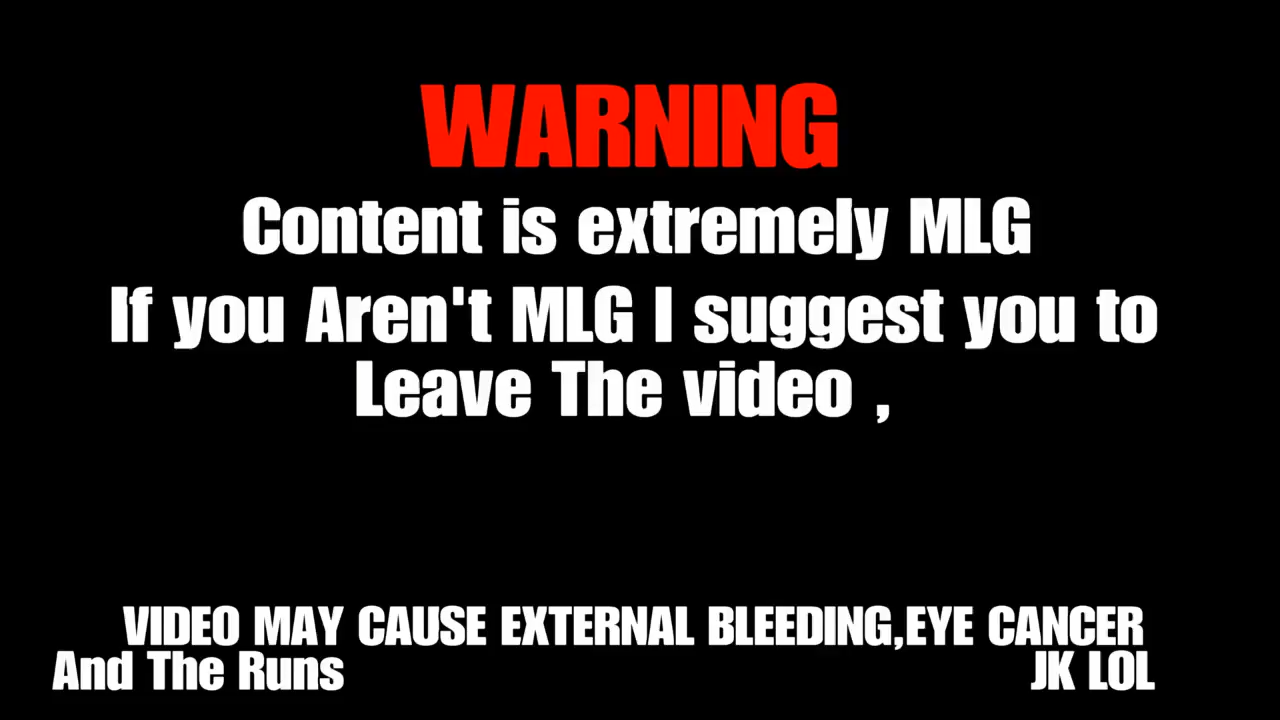 WARNING
Content is extremely MLG
If you Aren't MLG I suggest you to
Leave The video ,
VIDEO MAY CAUSE EXTERNAL BLEEDING,EYE CANCER
And The Runs JK LOL